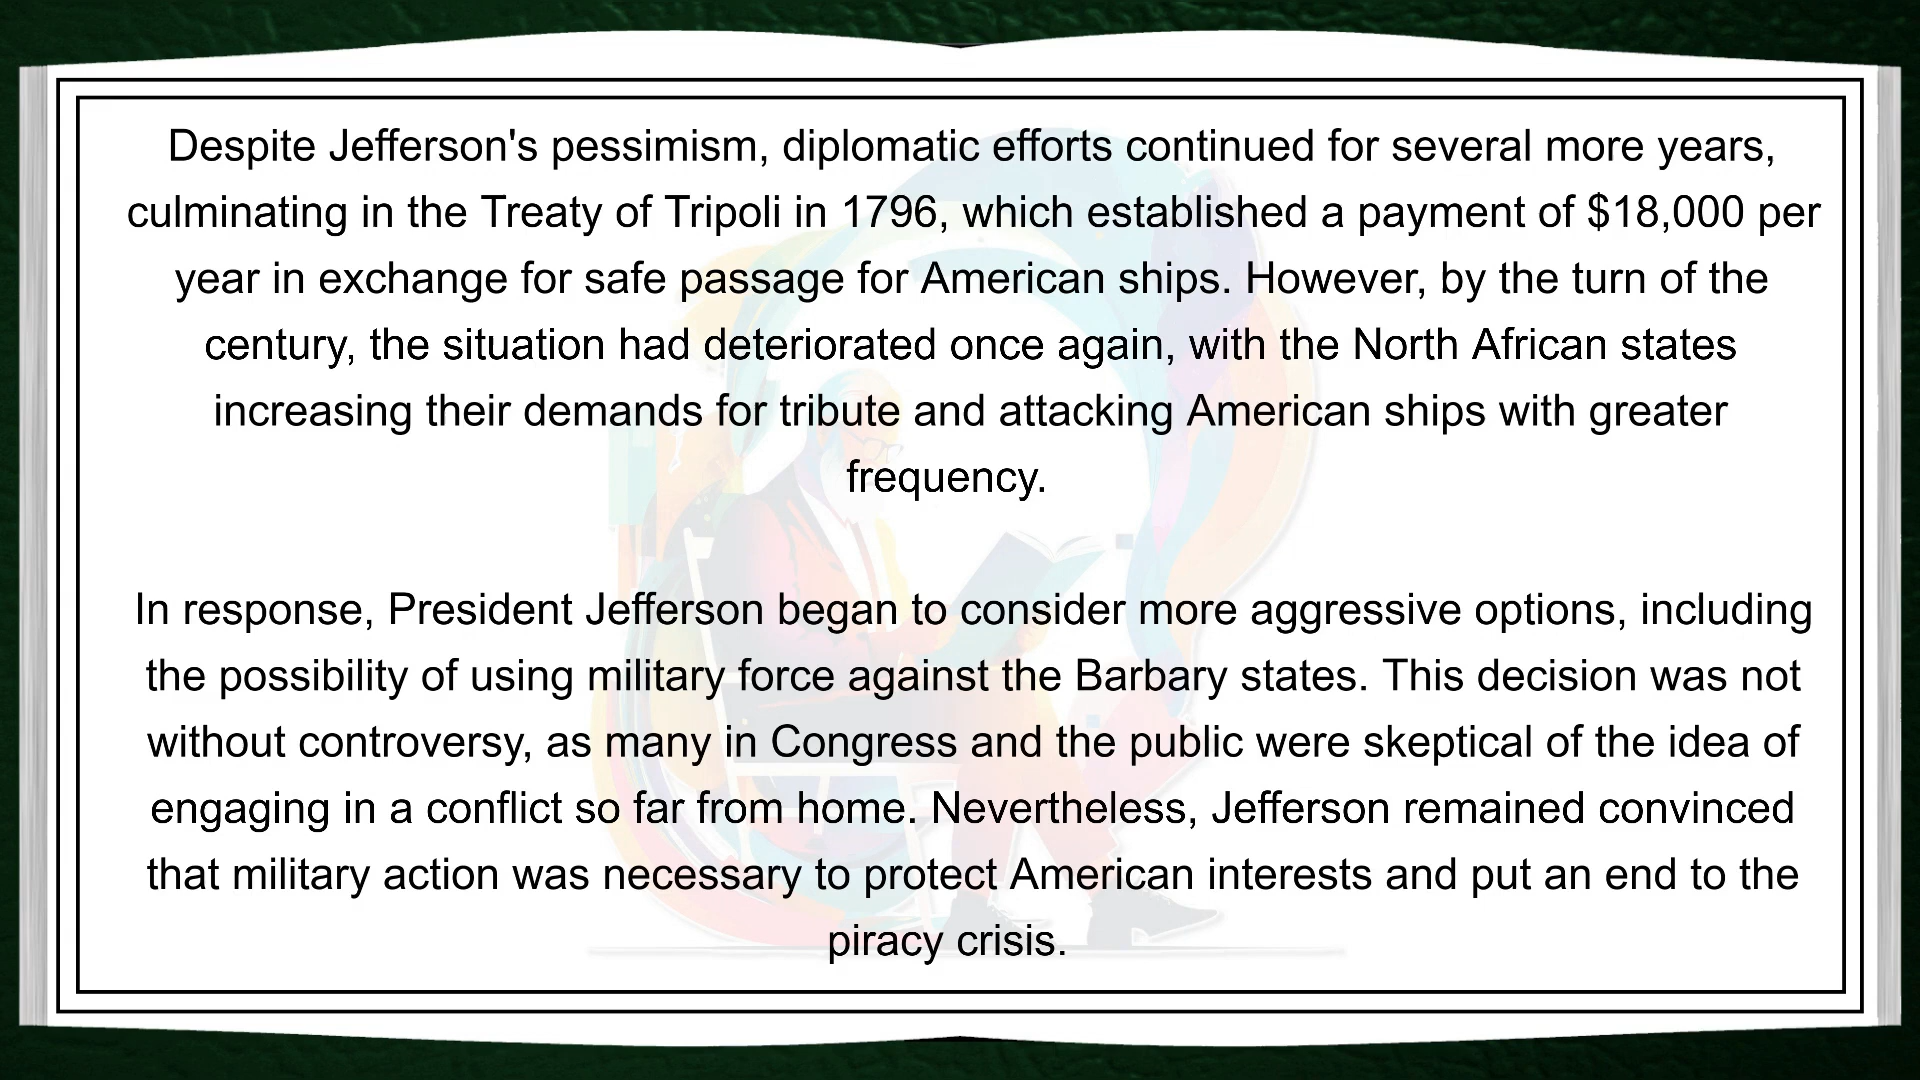 Despite Jefferson's pessimism, diplomatic efforts continued for several more years,
culminating in the Treaty of Tripoli in 1796, which established a payment of $18,000 per
year in exchange for safe passage for American ships. However, by the turn of the
century, the situation had deteriorated once again, with the North African states
increasing their demands for tribute and attacking American ships with greater
frequency.
In response, President Jefferson began to consider more aggressive options, including
the possibility of using military force against the Barbary states. This decision was not
without controversy, as many in Congress and the public were skeptical of the idea of
engaging in a conflict so far from home. Nevertheless, Jefferson remained convinced
that military action was necessary to protect American interests and put an end to the
piracy crisis.